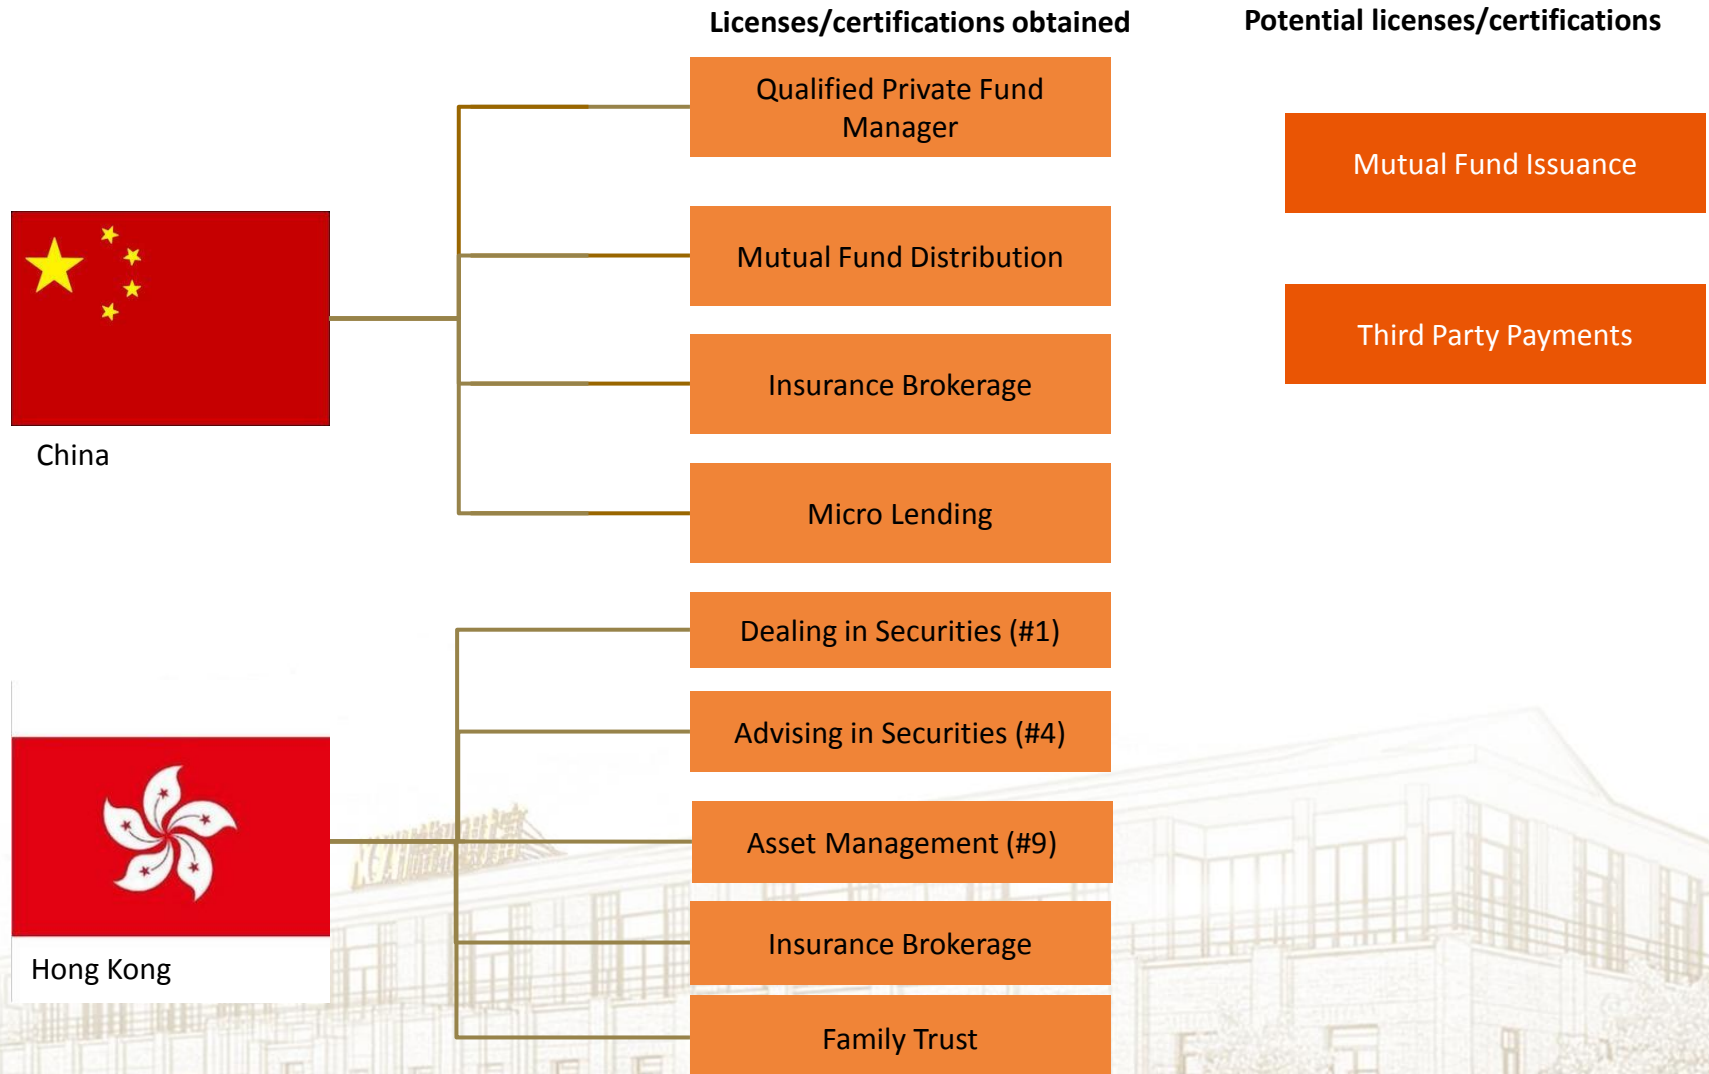 Licenses/certifications obtained
Potential licenses/certifications
Qualified Private Fund
Manager
Mutual Fund Issuance
Mutual Fund Distribution
Third Party Payments
Insurance Brokerage
China
Micro Lending
Dealing in Securities (#1)
Advising in Securities (#4)
Asset Management (#9)
Insurance Brokerage
Hong Kong
Family Trust